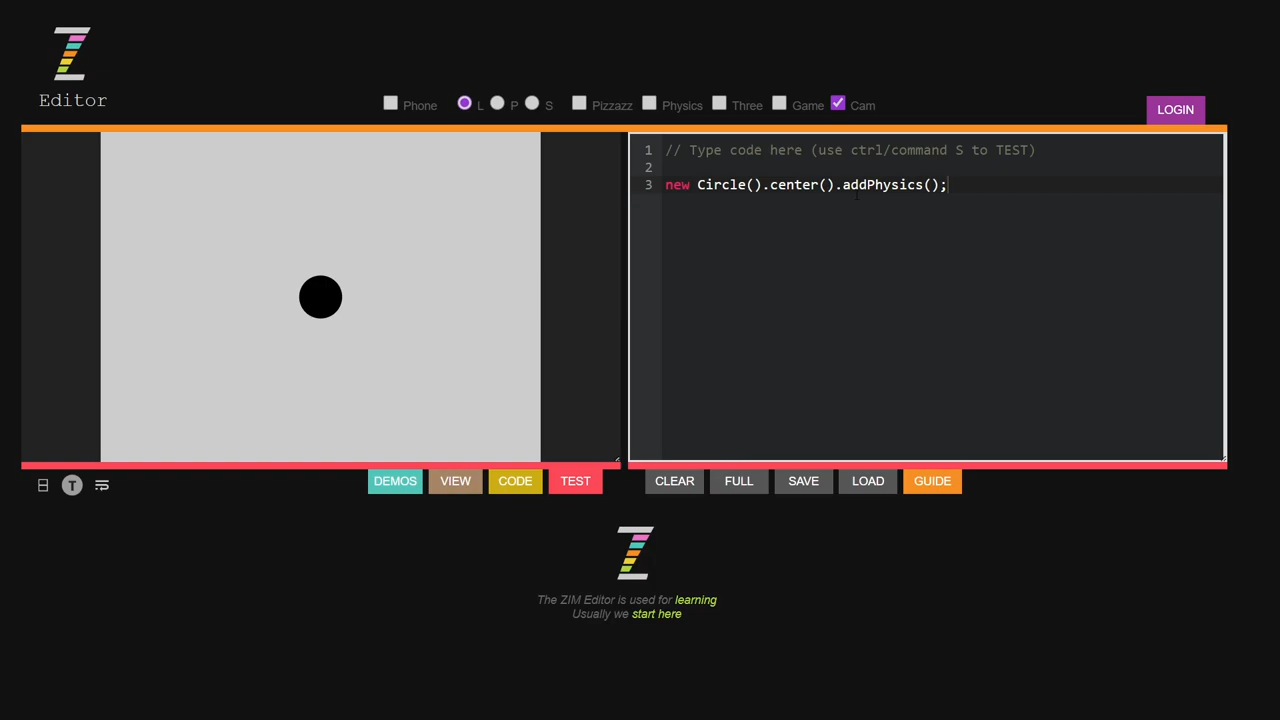 Editor
Phone L P S Pizzazz Physics Three Game Cam
LOGIN
1 // Type code here (use ctrl/command S to TEST)
2
3 new Circle().center().addPhysics();
T
DEMOS VIEW CODE TEST CLEAR FULL SAVE LOAD GUIDE
The ZIM Editor is used for learning
Usually we start here